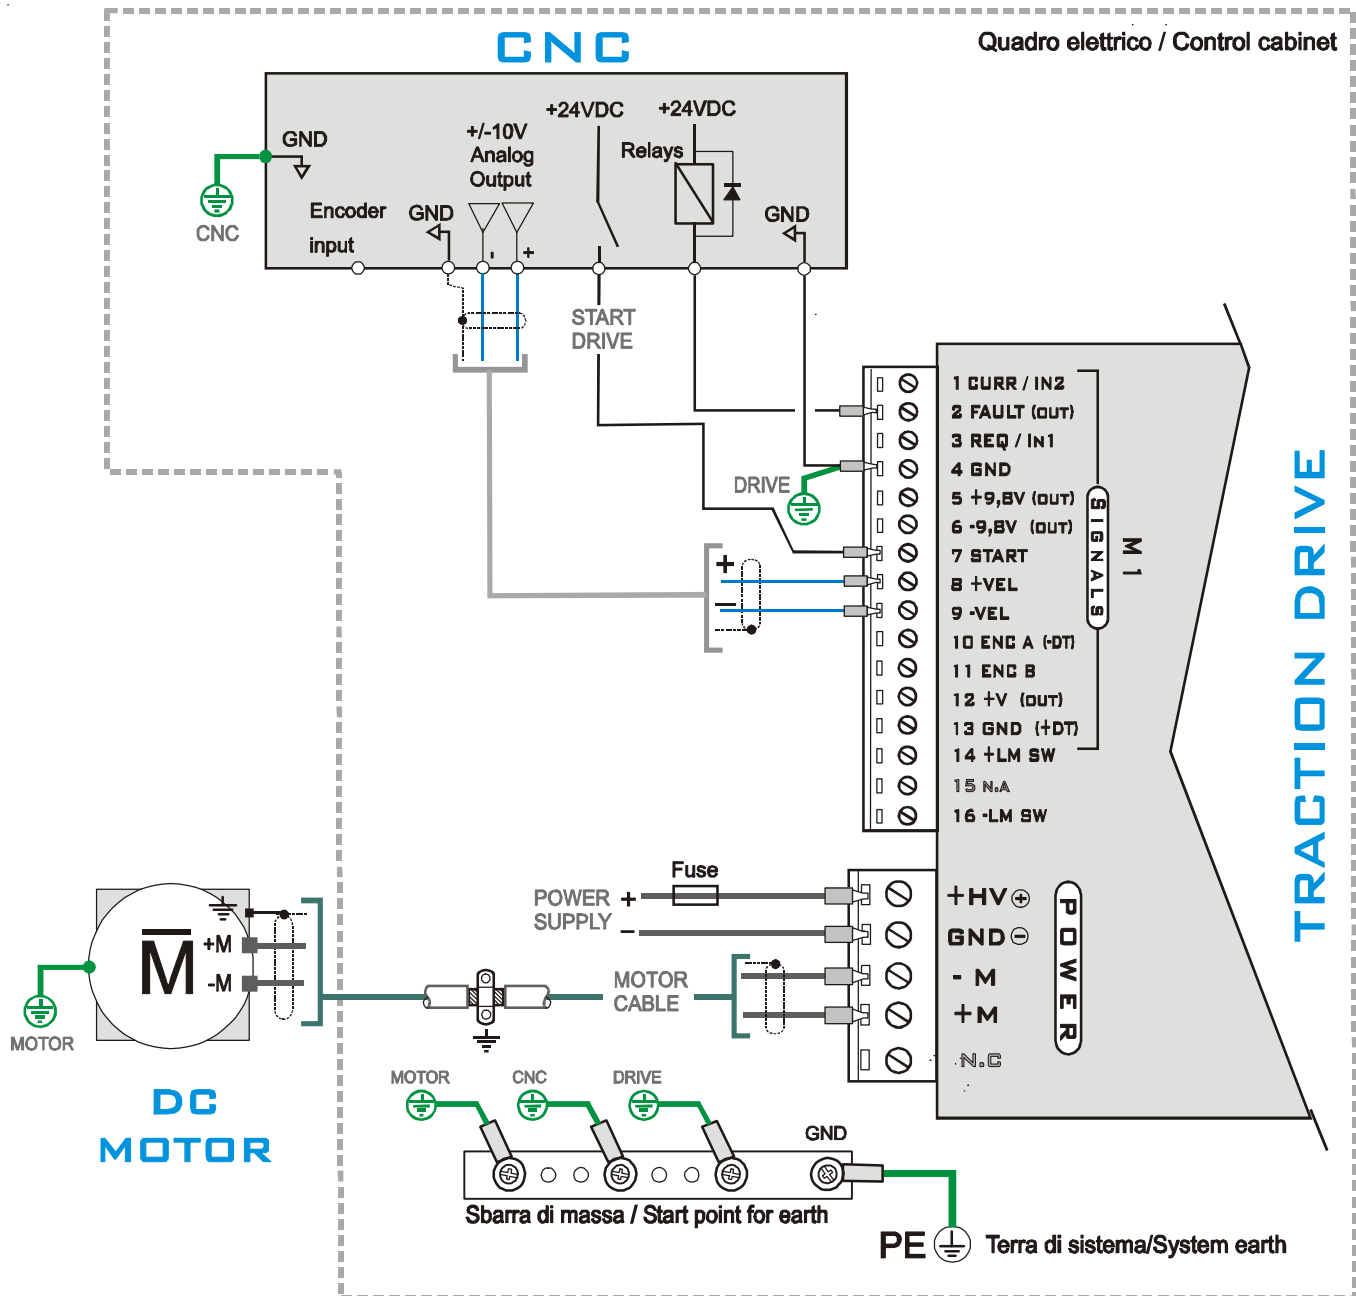 CNC
Quadro elettrico / Control cabinet
+24VDC
+24VDC
GND
+/-10V
Analog
Output
Relays
Encoder
input
GND
GND
CNC
- +
START
DRIVE
1 CURR / IN2
2 FAULT (OUT)
3 REQ / IN1
4 GND
5 +9,8V (OUT)
6 -9,8V (OUT)
7 START
8 +VEL
9 -VEL
10 ENC A (-DT)
11 ENC B
12 +V (OUT)
13 GND (+DT)
14 +LM SW
15 N.A
16 -LM SW
SIGNALS
M 1
DRIVE
+
−
TRACTION DRIVE
Fuse
POWER
SUPPLY
+
−
+HV +
GND −
- M
+M
N.C
POWER
MOTOR
CABLE
+M
-M
M
MOTOR
DC
MOTOR
MOTOR
CNC
DRIVE
GND
Sbarra di massa / Start point for earth
PE
Terra di sistema/System earth